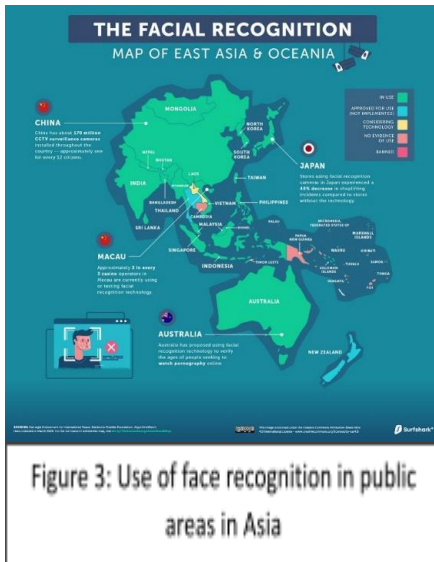 THE FACIAL RECOGNITION
MAP OF EAST ASIA & OCEANIA
IN USE
APPROVED FOR USE
(NOT IMPLEMENTED)
CONSIDERING
TECHNOLOGY
NO EVIDENCE
OF USE
BANNED
CHINA
China has about 170 million
CCTV surveillance cameras
installed throughout the
country — approximately one
for every 12 citizens.
MONGOLIA
NORTH
KOREA
SOUTH
KOREA
JAPAN
Stores using facial recognition
cameras in Japan experienced a
40% decrease in shoplifting
incidents compared to stores
without the technology.
NEPAL
BHUTAN
INDIA
LAOS
TAIWAN
BANGLADESH
THAILAND
VIETNAM
PHILIPPINES
CAMBODIA
SRI LANKA
MALAYSIA
BRUNEI
PALAU
MICRONESIA,
FEDERATED STATES OF
MARSHALL
ISLANDS
PAPUA
NEW GUINEA
NAURU
KIRIBATI
SINGAPORE
INDONESIA
TIMOR-LESTE
SOLOMON
ISLANDS
TUVALU
SAMOA
VANUATU
TONGA
FIJI
MACAU
Approximately 2 in every
3 casino operators in
Macau are currently using
or testing facial
recognition technology.
AUSTRALIA
AUSTRALIA
Australia has proposed using facial
recognition technology to verify
the ages of people seeking to
watch pornography online
NEW ZEALAND
Surfshark
Figure 3: Use of face recognition in public
areas in Asia